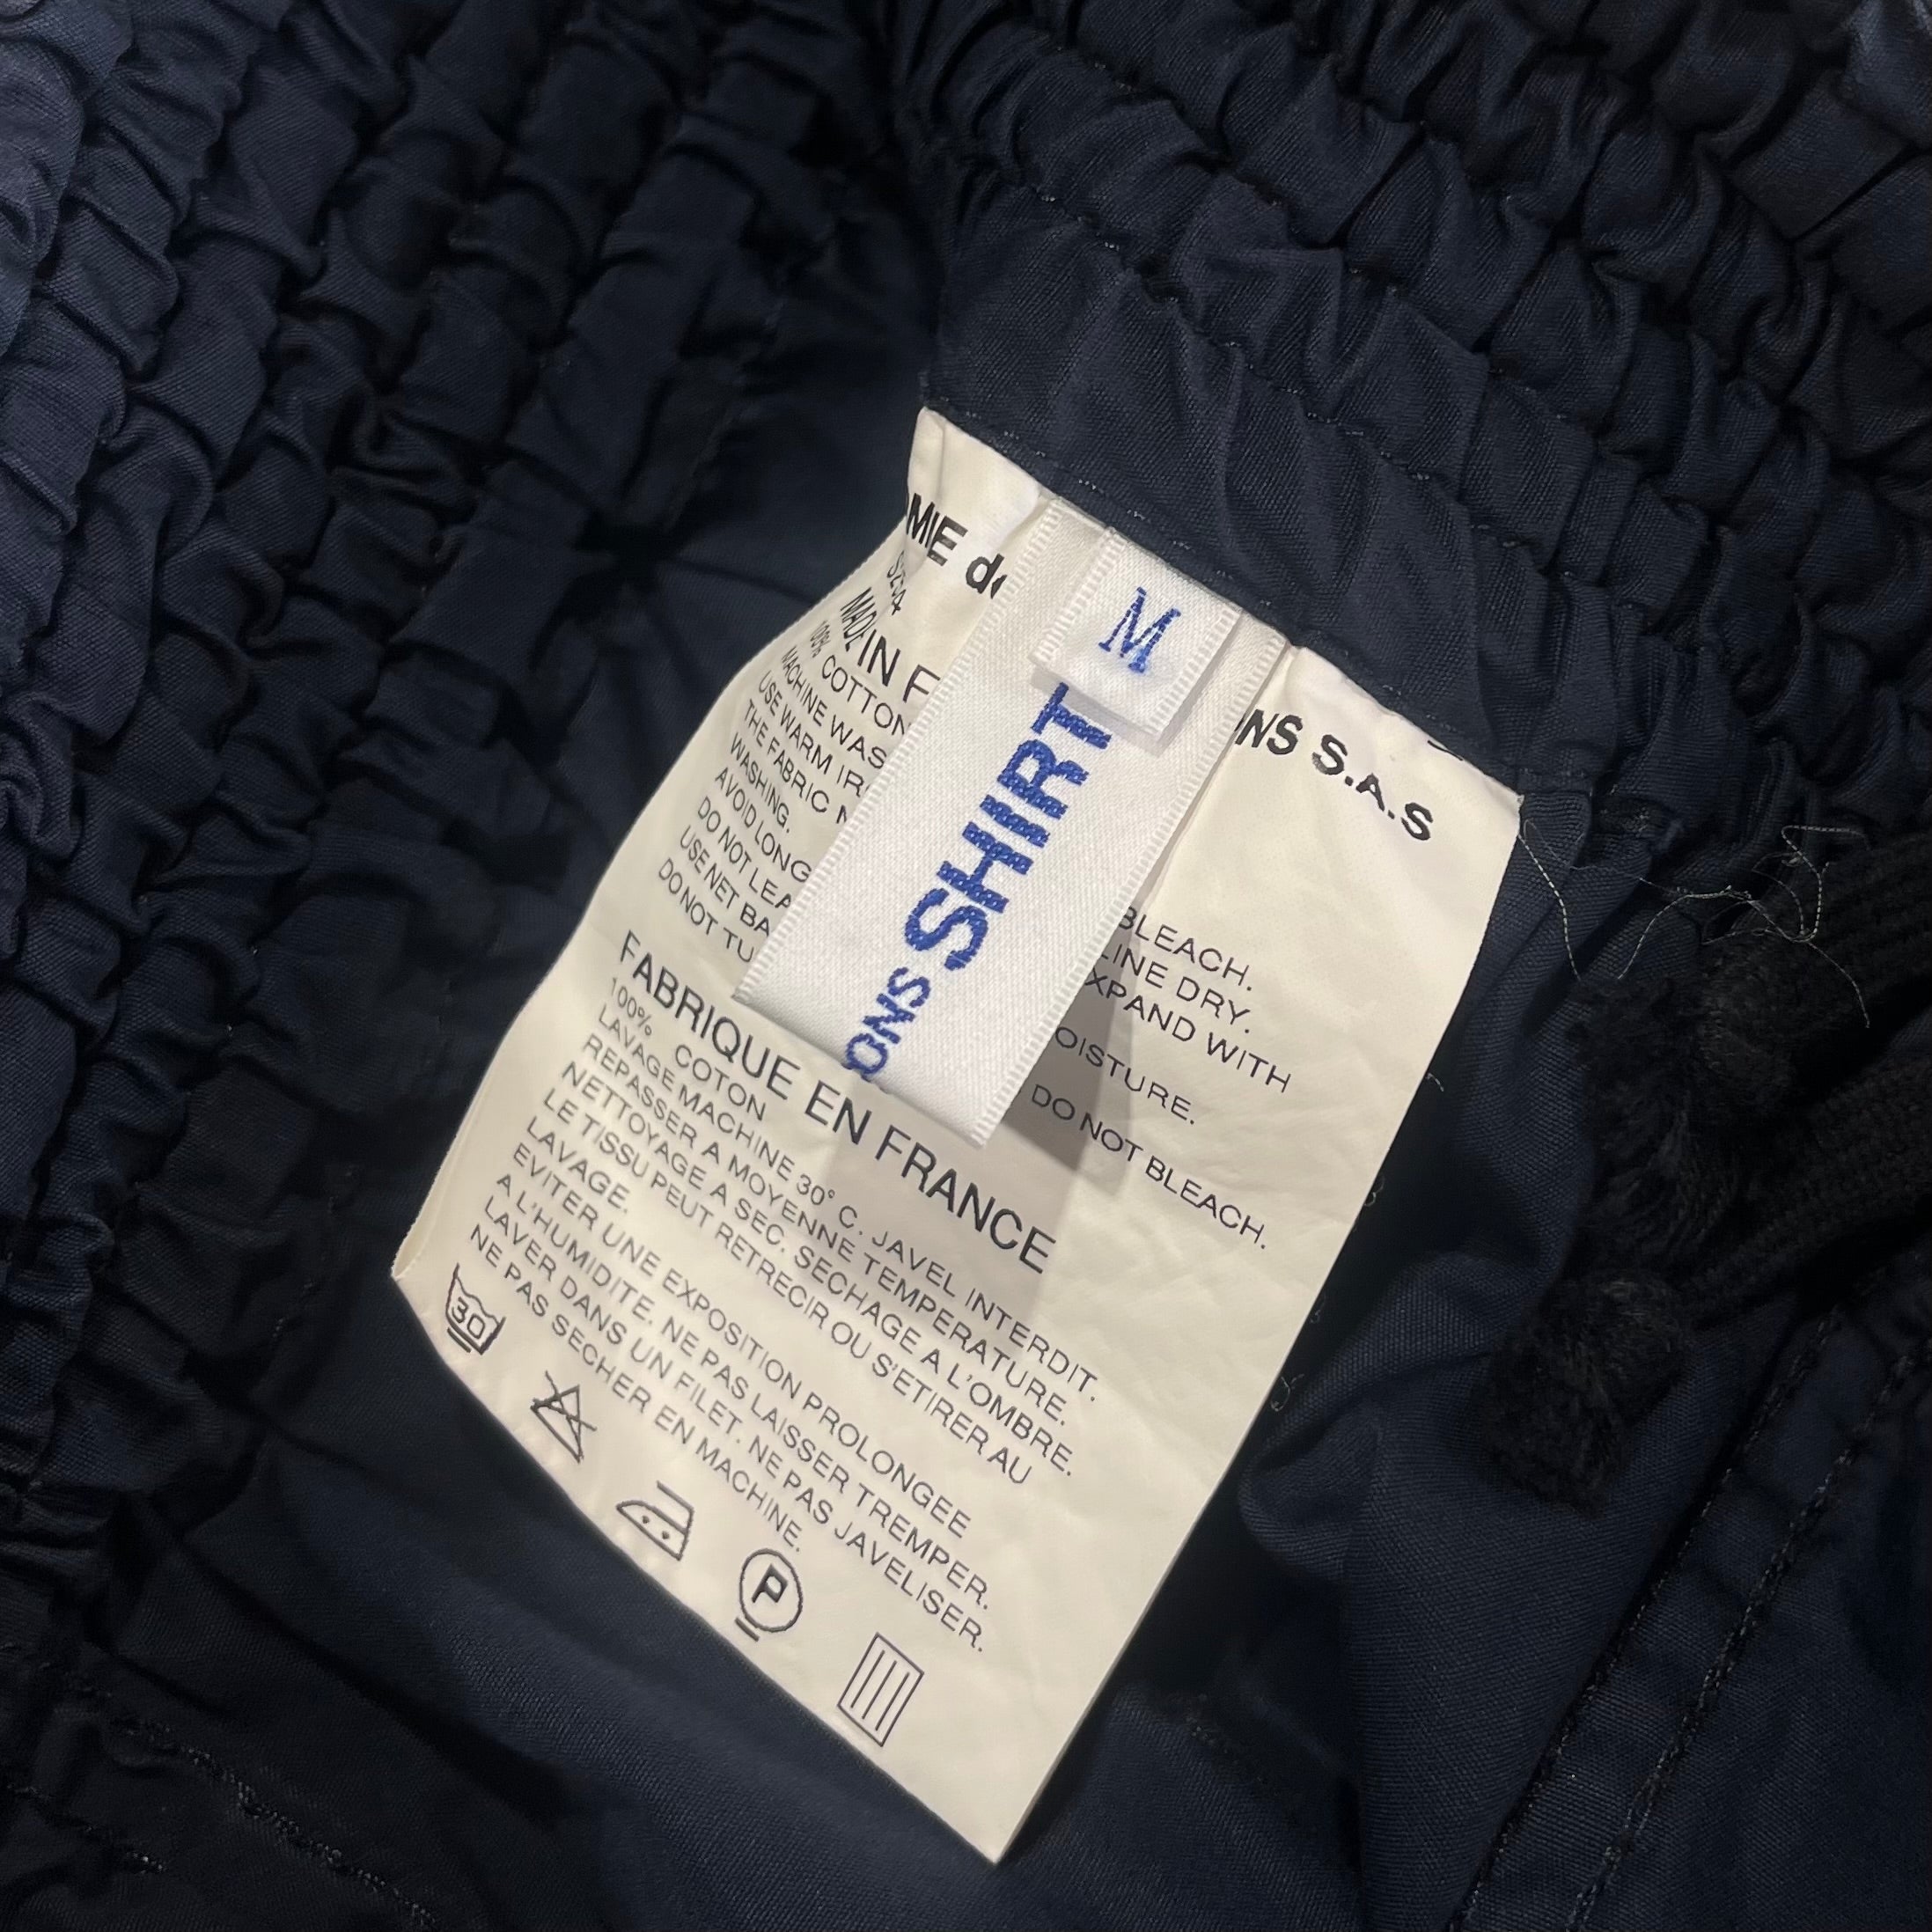 MIE de
NS S.A.S
S2504
MADE IN F
100% COTTON
MACHINE WAS
BLEACH.
USE WARM IR
LINE DRY.
THE FABRIC
XPAND WITH
WASHING.
AVOID LONG
OISTURE.
DO NOT LEA
USE NET BA
DO NOT BLEACH.
DO NOT TU
M
ONS SHIRT
FABRIQUE EN FRANCE
100% COTON
LAVAGE MACHINE 30° C. JAVEL INTERDIT.
REPASSER A MOYENNE TEMPERATURE.
NETTOYAGE A SEC. SECHAGE A L'OMBRE.
LE TISSU PEUT RETRECIR OU S'ETIRER AU
LAVAGE.
EVITER UNE EXPOSITION PROLONGEE
A L'HUMIDITE. NE PAS LAISSER TREMPER.
LAVER DANS UN FILET. NE PAS JAVELISER.
NE PAS SECHER EN MACHINE.
30
P